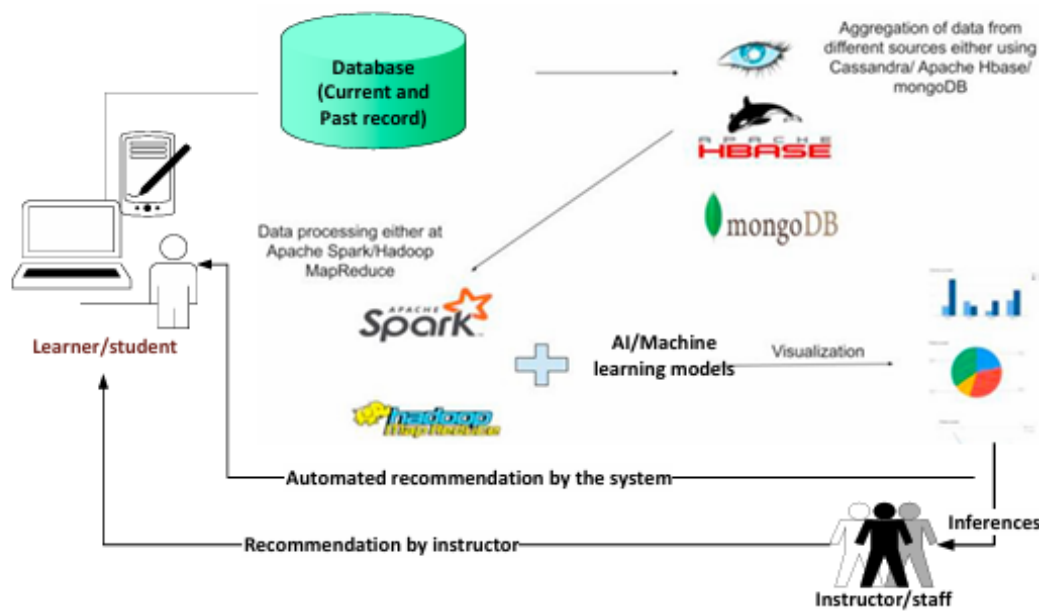 Database
(Current and
Past record)
Aggregation of data from
different sources either using
Cassandra/ Apache Hbase/
mongoDB
APACHE
HBASE
mongoDB
Data processing either at
Apache Spark/Hadoop
MapReduce
APACHE
Spark
Learner/student
AI/Machine
learning models
Visualization
hadoop
Map Reduce
Automated recommendation by the system
Inferences
Recommendation by instructor
Instructor/staff